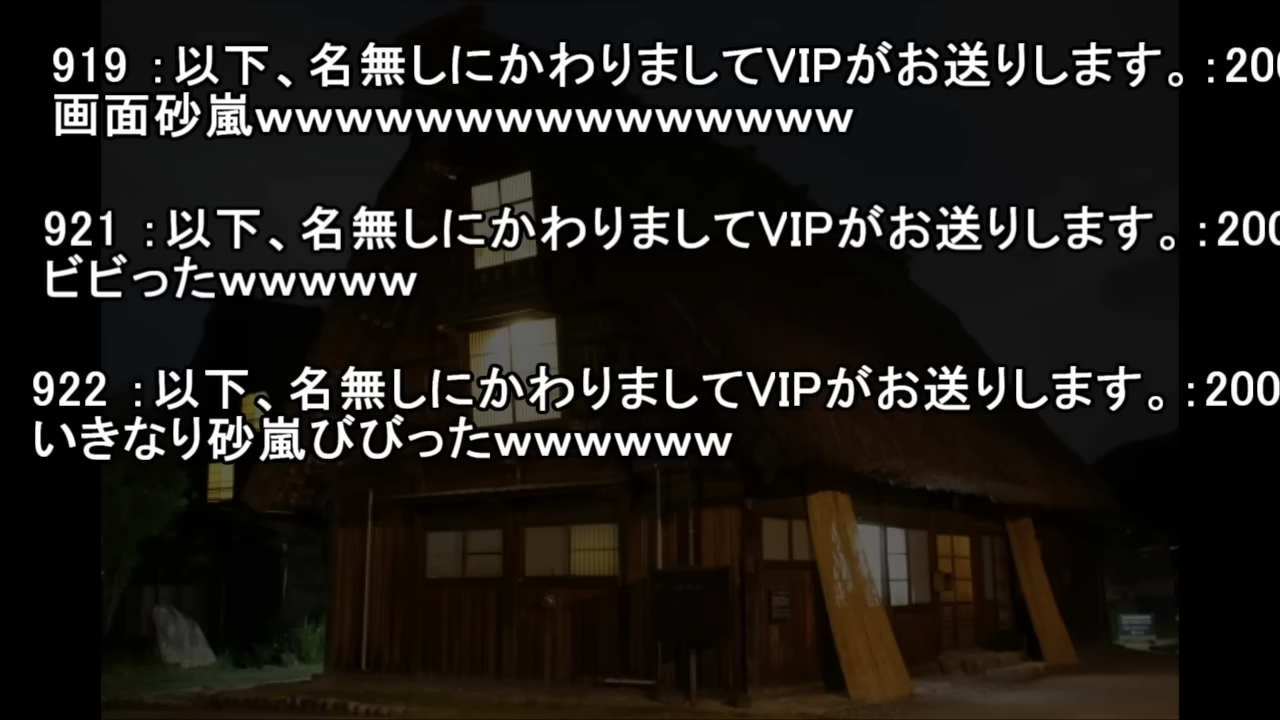 919 ：以下、名無しにかわりましてVIPがお送りします。：200
画面砂嵐wwwwwwwwwwwwwww
921 ：以下、名無しにかわりましてVIPがお送りします。：200
ビビったwwwww
922 ：以下、名無しにかわりましてVIPがお送りします。：200
いきなり砂嵐びびったwwwwww